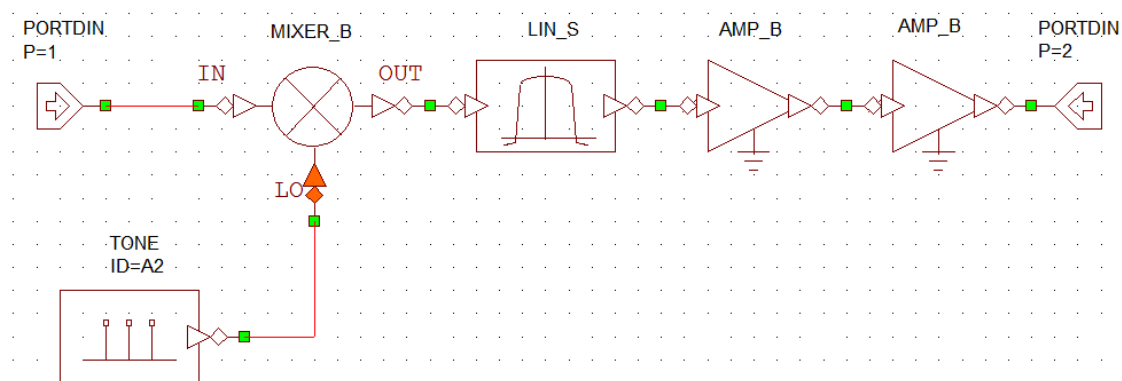 PORTDIN
P=1
MIXER_B
LIN_S
AMP_B
AMP_B
PORTDIN
P=2
IN
OUT
LO
TONE
ID=A2